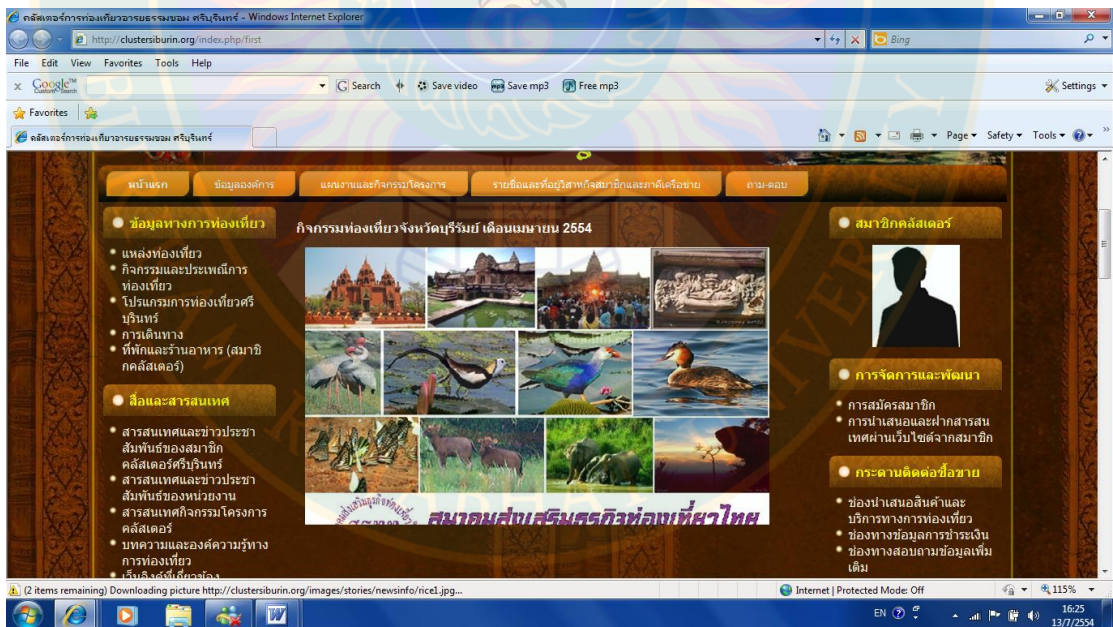 คลัสเตอร์การท่องเที่ยวอารยธรรมขอม ศรีบุรินทร์ - Windows Internet Explorer
http://clustersiburin.org/index.php/first
Bing
File Edit View Favorites Tools Help
x Google™ Custom Search
Search
Save video
Save mp3
Free mp3
Settings
Favorites
คลัสเตอร์การท่องเที่ยวอารยธรรมขอม ศรีบุรินทร์
Page Safety Tools
หน้าแรก
ข้อมูลองค์การ
แผนงานและกิจกรรมโครงการ
รายชื่อและที่อยู่วิสาหกิจสมาชิกและภาคีเครือข่าย
ถาม-ตอบ
ข้อมูลทางการท่องเที่ยว
แหล่งท่องเที่ยว
กิจกรรมและประเพณีการ
ท่องเที่ยว
โปรแกรมการท่องเที่ยวศรี
บุรินทร์
การเดินทาง
ที่พักและร้านอาหาร (สมาชิ
กคลัสเตอร์)
สื่อและสารสนเทศ
สารสนเทศและข่าวประชา
สัมพันธ์ของสมาชิก
คลัสเตอร์ศรีบุรินทร์
สารสนเทศและข่าวประชา
สัมพันธ์ของหน่วยงาน
สารสนเทศกิจกรรมโครงการ
คลัสเตอร์
บทความและองค์ความรู้ทาง
การท่องเที่ยว
เว็บลิงค์ที่เกี่ยวข้อง
กิจกรรมท่องเที่ยวจังหวัดบุรีรัมย์ เดือนเมษายน 2554
สมาคมส่งเสริมธุรกิจท่องเที่ยวไทย
สมาชิกคลัสเตอร์
การจัดการและพัฒนา
การสมัครสมาชิก
การนำเสนอและฝากสารสน
เทศผ่านเว็บไซต์จากสมาชิก
กระดานติดต่อซื้อขาย
ช่องนำเสนอสินค้าและ
บริการทางการท่องเที่ยว
ช่องทางข้อมูลการชำระเงิน
ช่องทางสอบถามข้อมูลเพิ่ม
เติม
(2 items remaining) Downloading picture http://clustersiburin.org/images/stories/newsinfo/rice1.jpg...
Internet | Protected Mode: Off
115%
EN
16:25
13/7/2554